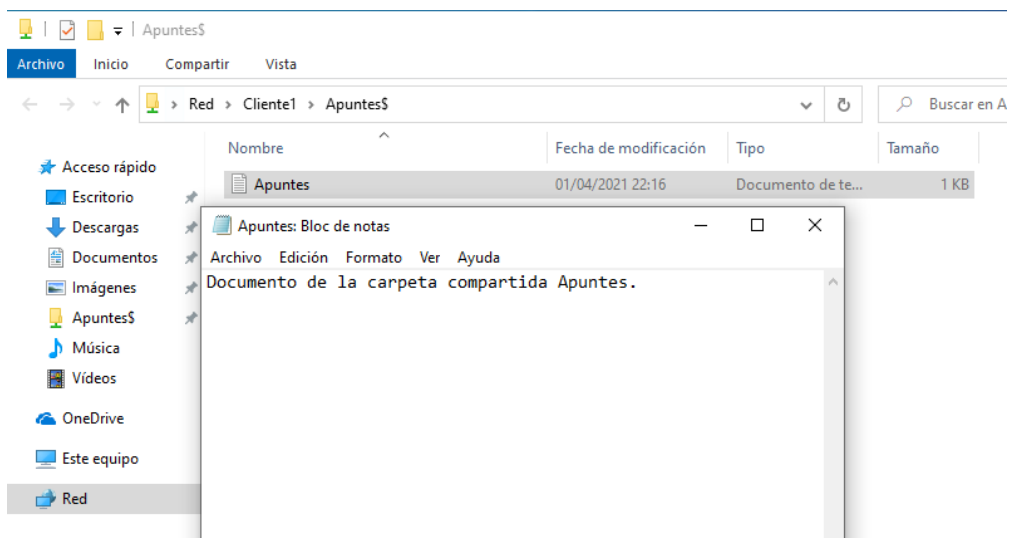 Apuntes$
Archivo Inicio Compartir Vista
Red Cliente1 Apuntes$ Buscar en A
Nombre Fecha de modificación Tipo Tamaño
Acceso rápido
Apuntes 01/04/2021 22:16 Documento de te... 1 KB
Escritorio
Descargas
Documentos
Imágenes
Apuntes$
Música
Vídeos
OneDrive
Este equipo
Red
Apuntes: Bloc de notas
Archivo Edición Formato Ver Ayuda
Documento de la carpeta compartida Apuntes.